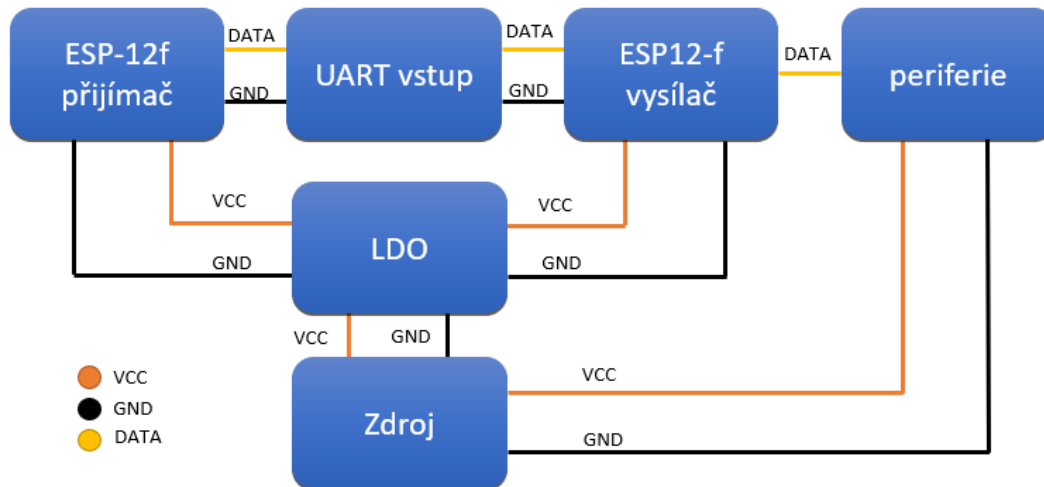 ESP-12f
přijímač
DATA
GND
UART vstup
DATA
GND
ESP12-f
vysílač
DATA
periferie
VCC
GND
LDO
VCC
GND
VCC
GND
Zdroj
VCC
GND
VCC
GND
DATA